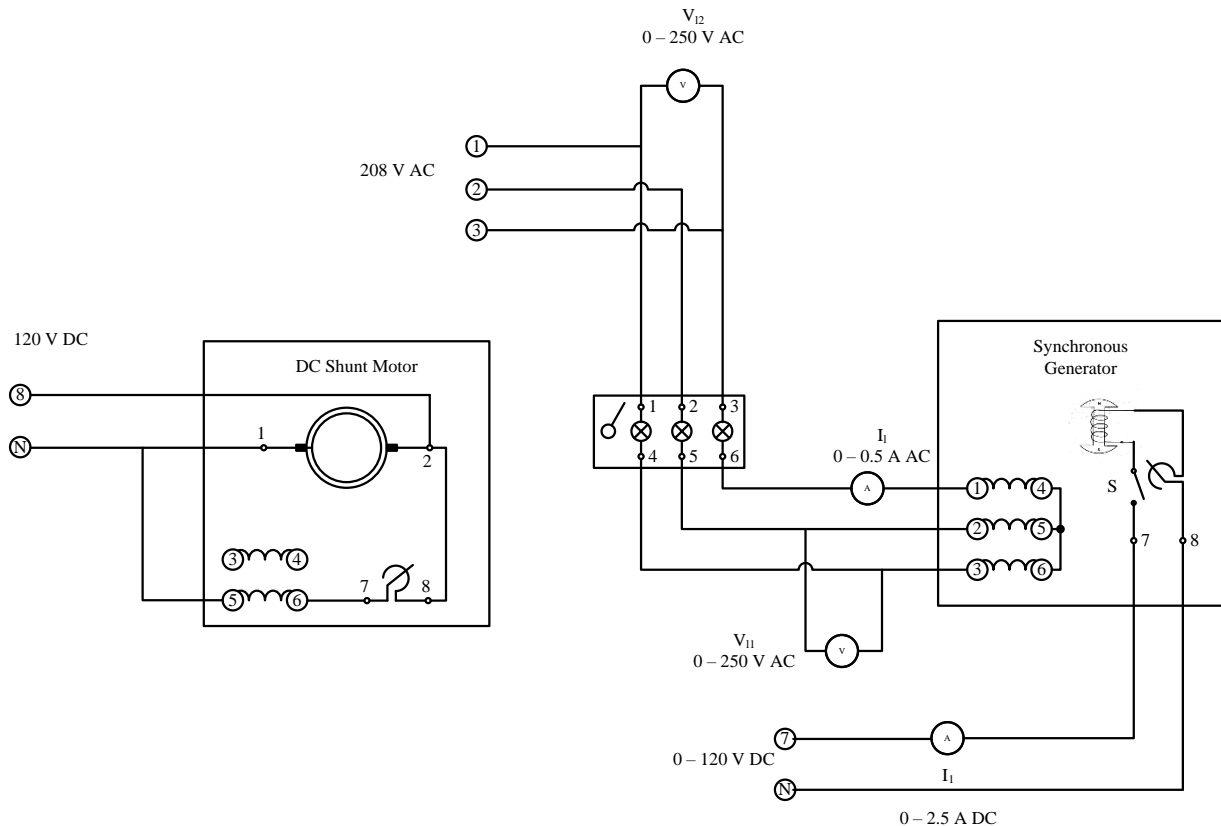 V12
0 – 250 V AC
V
1
208 V AC
2
3
120 V DC
DC Shunt Motor
8
N
1
2
3
4
5
6
7
8
1
2
3
4
5
6
Synchronous
Generator
I1
0 – 0.5 A AC
A
S
1
4
2
5
3
6
7
8
V11
0 – 250 V AC
V
7
0 – 120 V DC
A
N
I1
0 – 2.5 A DC